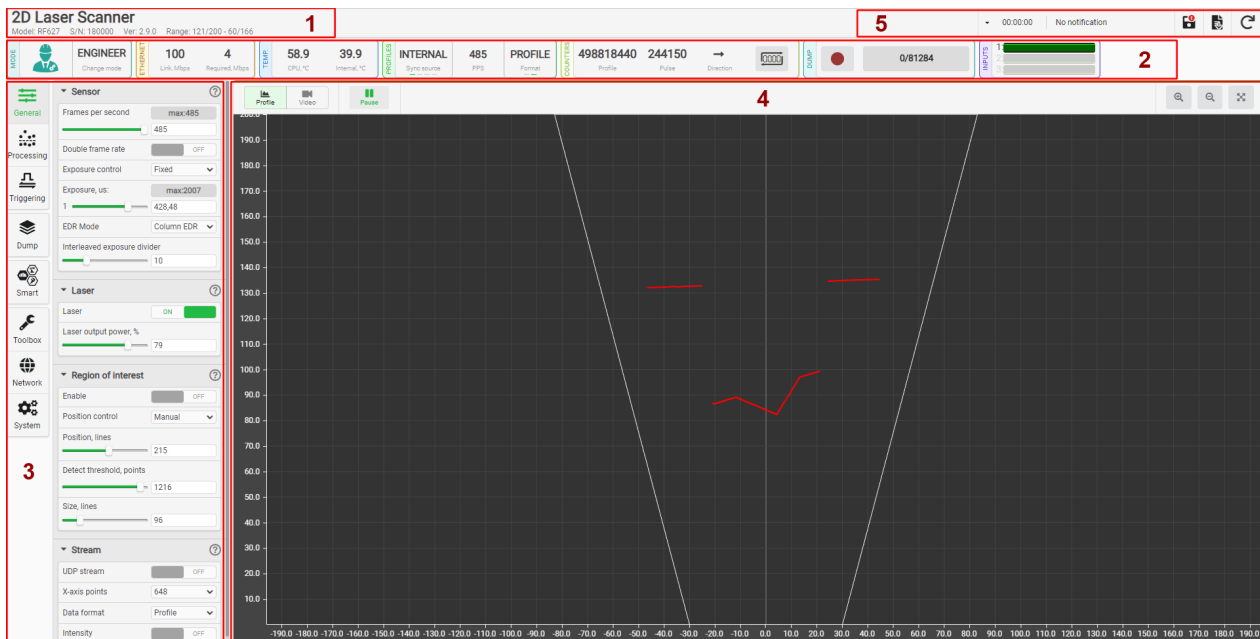 2D Laser Scanner
Model: RF627 S/N: 180000 Ver: 2.9.0 Range: 121/200 - 60/166
1
5
00:00:00 No notification
MODE
ENGINEER
Change mode
ETHERNET
100 4
Link, Mbps Required, Mbps
TEMP.
58.9 39.9
CPU, °C Internal, °C
PROFILES
INTERNAL 485 PROFILE
Sync source PPS Format
COUNTERS
498818440 244150 →
Profile Pulse Direction
0000
DUMP
0/81284
INPUTS
1
2
3
2
General
Processing
Triggering
Dump
Smart
Toolbox
Network
System
3
Sensor ?
Frames per second max:485
485
Double frame rate OFF
Exposure control Fixed
Exposure, us: max:2007
1 428,48
EDR Mode Column EDR
Interleaved exposure divider
10
Laser ?
Laser ON
Laser output power, %
79
Region of interest ?
Enable OFF
Position control Manual
Position, lines
215
Detect threshold, points
1216
Size, lines
96
Stream ?
UDP stream OFF
X-axis points 648
Data format Profile
Intensity OFF
Profile Video Pause
4
200.0
190.0
180.0
170.0
160.0
150.0
140.0
130.0
120.0
110.0
100.0
90.0
80.0
70.0
60.0
50.0
40.0
30.0
20.0
10.0
-190.0 -180.0 -170.0 -160.0 -150.0 -140.0 -130.0 -120.0 -110.0 -100.0 -90.0 -80.0 -70.0 -60.0 -50.0 -40.0 -30.0 -20.0 -10.0 0.0 10.0 20.0 30.0 40.0 50.0 60.0 70.0 80.0 90.0 100.0 110.0 120.0 130.0 140.0 150.0 160.0 170.0 180.0 190.0